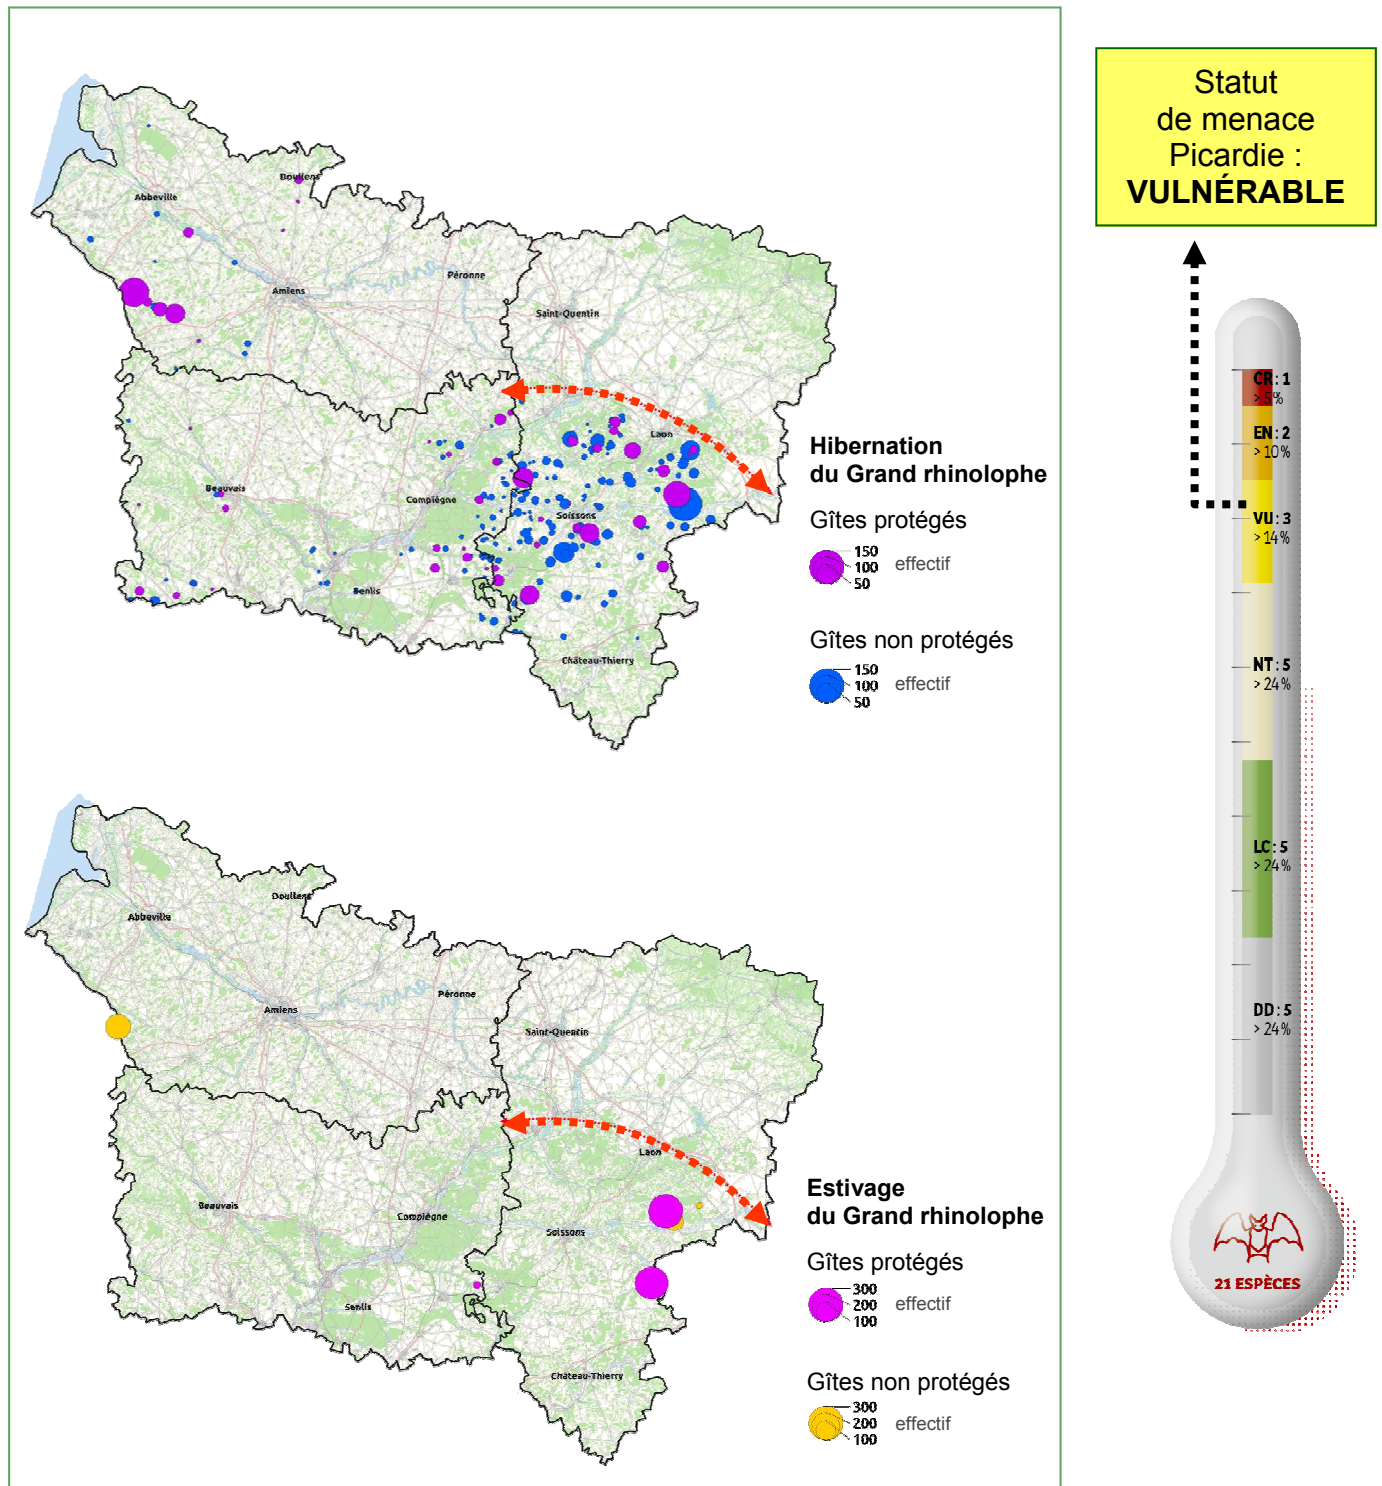 Abbeville
Doullens
Péronne
Amiens
Saint-Quentin
Laon
Beauvais
Compiègne
Soissons
Senlis
Château-Thierry
Hibernation
du Grand rhinolophe
Gîtes protégés
150
100
50
effectif
Gîtes non protégés
150
100
50
effectif
Abbeville
Doullens
Péronne
Amiens
Saint-Quentin
Laon
Beauvais
Compiègne
Soissons
Senlis
Château-Thierry
Estivage
du Grand rhinolophe
Gîtes protégés
300
200
100
effectif
Gîtes non protégés
300
200
100
effectif
Statut
de menace
Picardie :
VULNÉRABLE
CR : 1
> 5%
EN : 2
> 10%
VU : 3
> 14%
NT : 5
> 24%
LC : 5
> 24%
DD : 5
> 24%
21 ESPÈCES